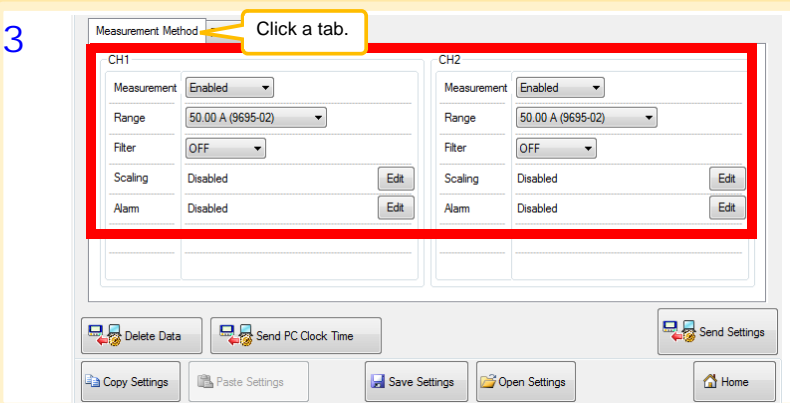 3
Measurement Method
Click a tab.
CH1 CH2
Measurement Enabled Measurement Enabled
Range 50.00 A (9695-02) Range 50.00 A (9695-02)
Filter OFF Filter OFF
Scaling Disabled Edit Scaling Disabled Edit
Alarm Disabled Edit Alarm Disabled Edit
Delete Data Send PC Clock Time Send Settings
Copy Settings Paste Settings Save Settings Open Settings Home